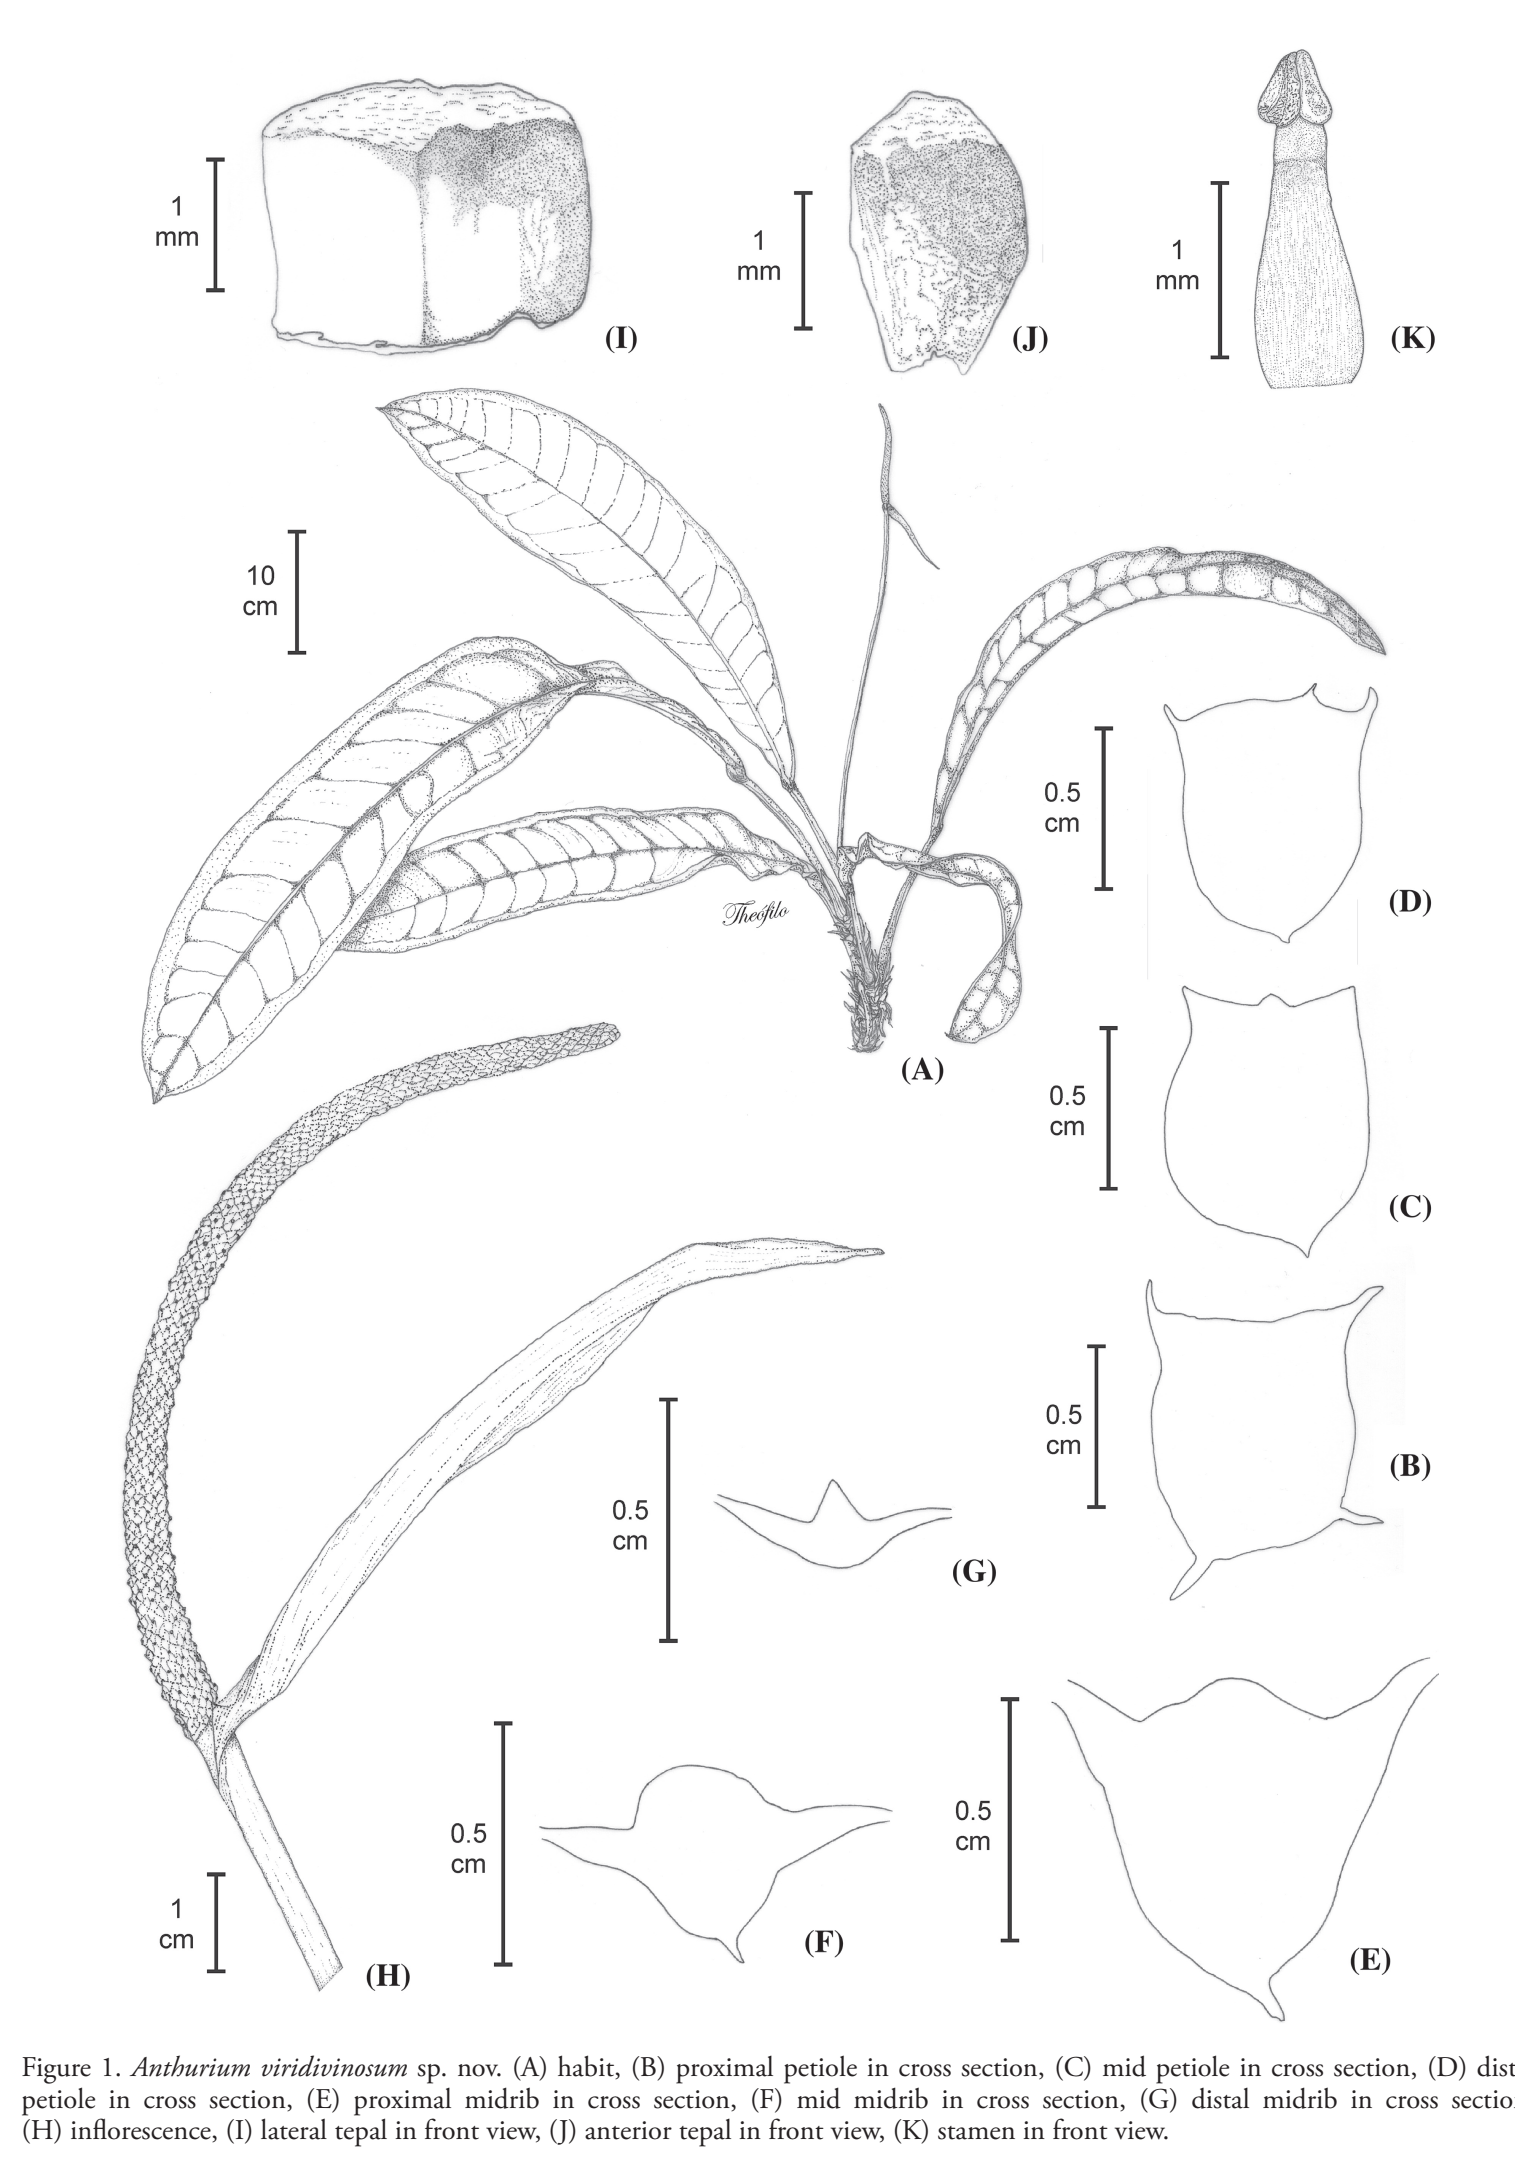 1
mm
(I)
1
mm
(J)
1
mm
(K)
10
cm
0.5
cm
(D)
Theófilo
(A)
0.5
cm
(C)
0.5
cm
(B)
0.5
cm
(G)
0.5
cm
(E)
0.5
cm
(F)
1
cm
(H)
Figure 1. Anthurium viridivinosum sp. nov. (A) habit, (B) proximal petiole in cross section, (C) mid petiole in cross section, (D) dist
petiole in cross section, (E) proximal midrib in cross section, (F) mid midrib in cross section, (G) distal midrib in cross sectio
(H) inflorescence, (I) lateral tepal in front view, (J) anterior tepal in front view, (K) stamen in front view.